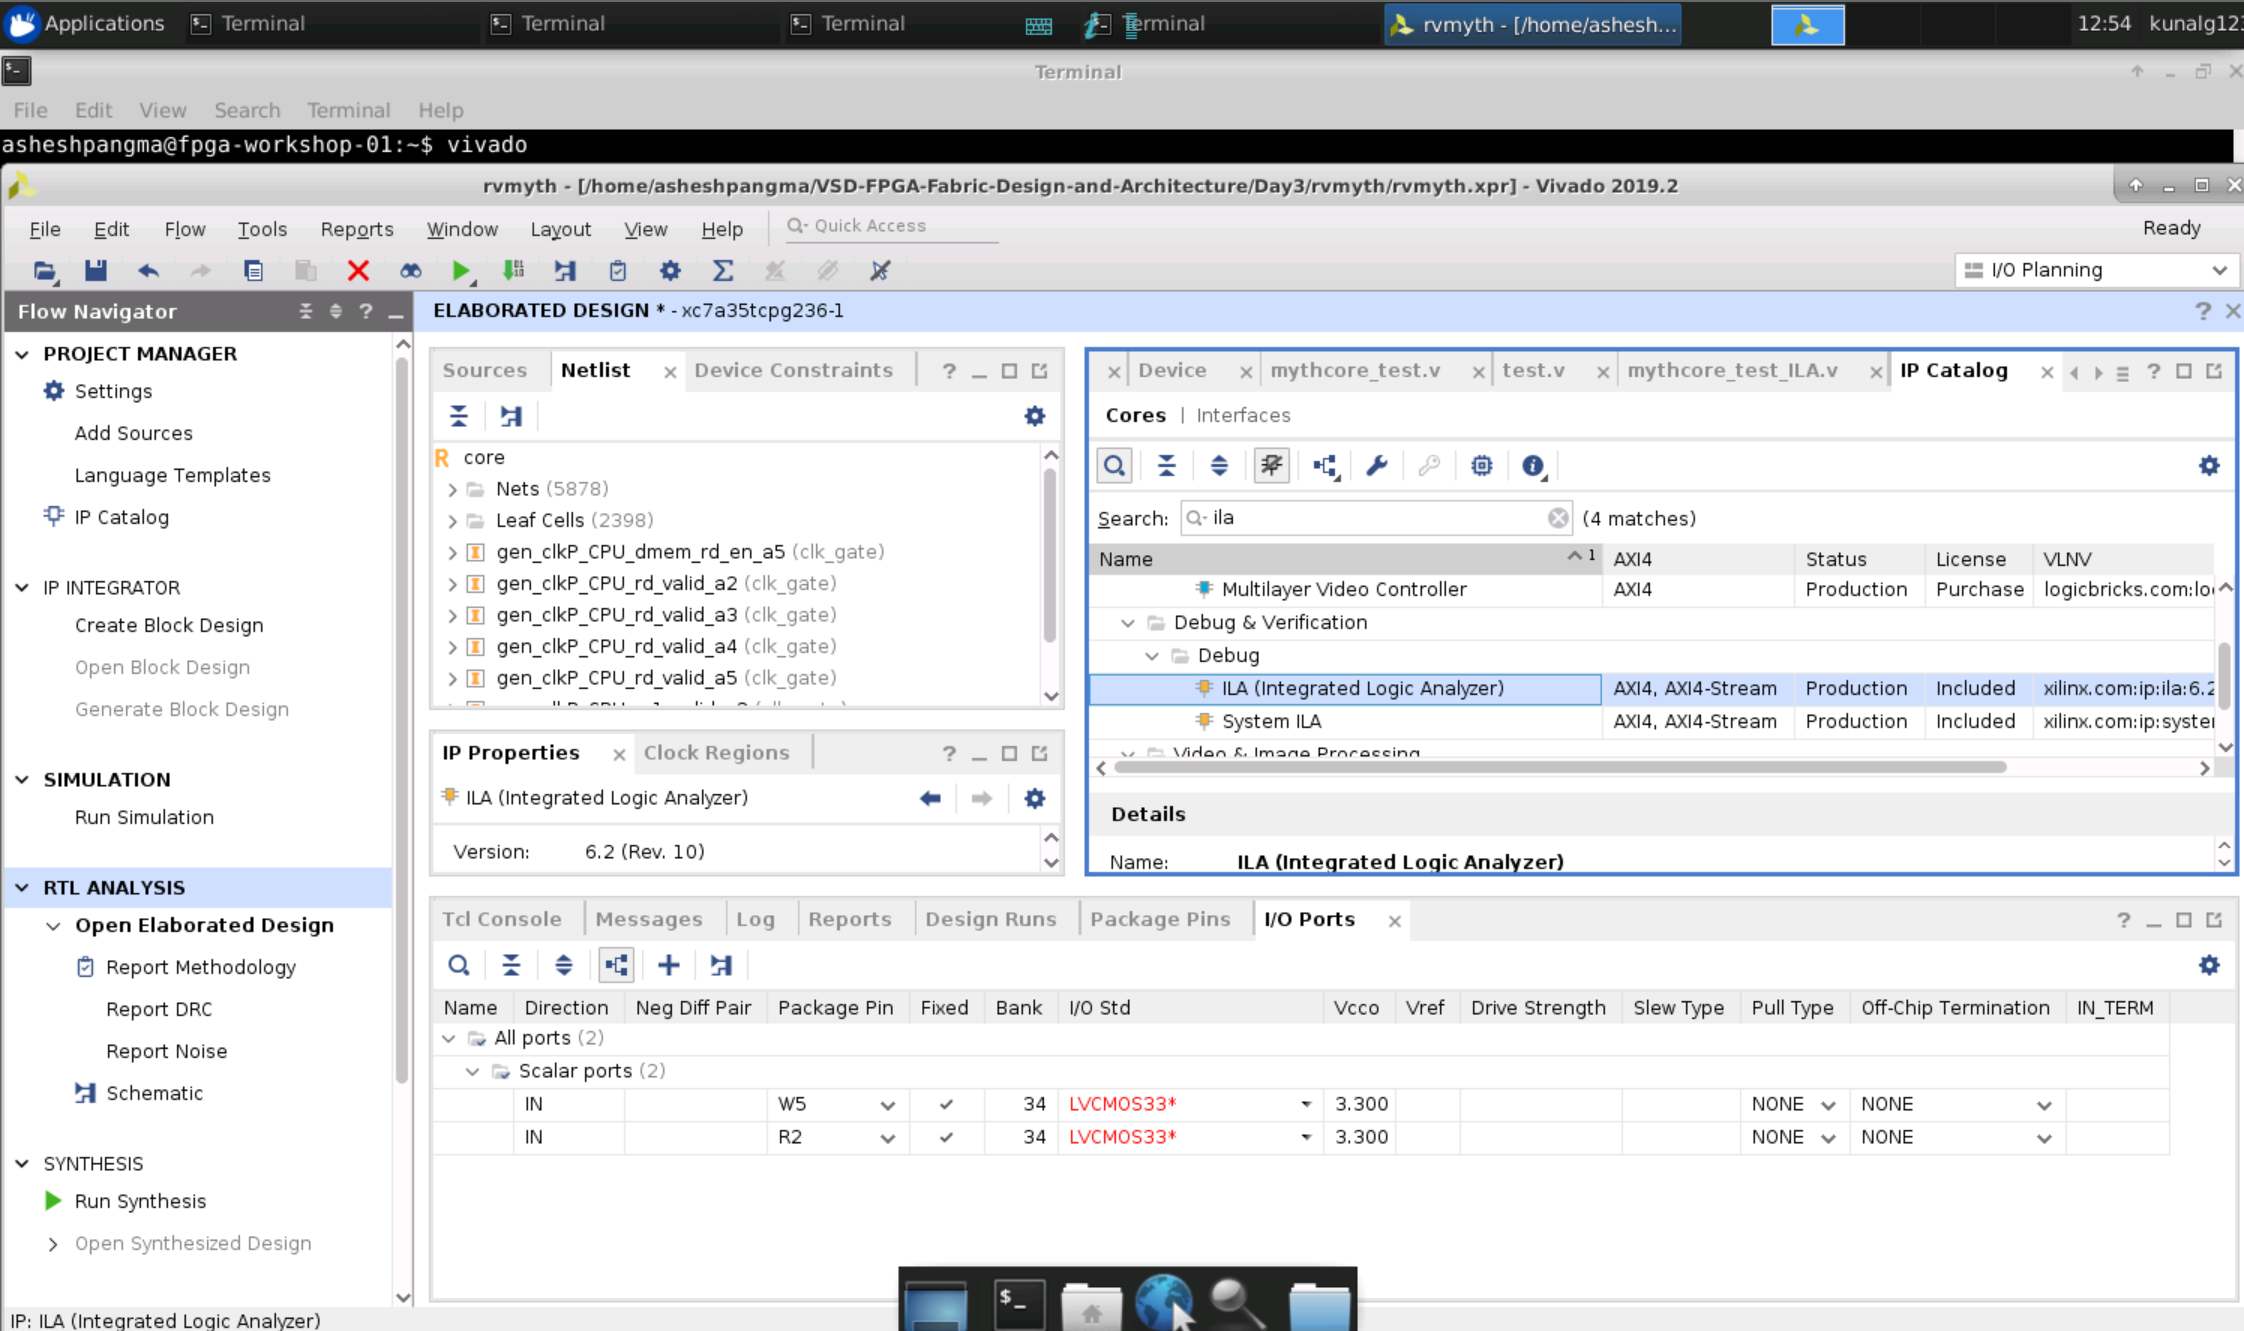 Applications Terminal Terminal Terminal Terminal rvmyth - [/home/ashesh... 12:54 kunalg123
Terminal
File Edit View Search Terminal Help
asheshpangma@fpga-workshop-01:~$ vivado
rvmyth - [/home/asheshpangma/VSD-FPGA-Fabric-Design-and-Architecture/Day3/rvmyth/rvmyth.xpr] - Vivado 2019.2
File Edit Flow Tools Reports Window Layout View Help Quick Access Ready
I/O Planning
Flow Navigator
ELABORATED DESIGN * - xc7a35tcpg236-1
PROJECT MANAGER
Settings
Add Sources
Language Templates
IP Catalog
IP INTEGRATOR
Create Block Design
Open Block Design
Generate Block Design
SIMULATION
Run Simulation
RTL ANALYSIS
Open Elaborated Design
Report Methodology
Report DRC
Report Noise
Schematic
SYNTHESIS
Run Synthesis
Open Synthesized Design
Sources Netlist Device Constraints
core
Nets (5878)
Leaf Cells (2398)
gen_clkP_CPU_dmem_rd_en_a5 (clk_gate)
gen_clkP_CPU_rd_valid_a2 (clk_gate)
gen_clkP_CPU_rd_valid_a3 (clk_gate)
gen_clkP_CPU_rd_valid_a4 (clk_gate)
gen_clkP_CPU_rd_valid_a5 (clk_gate)
IP Properties Clock Regions
ILA (Integrated Logic Analyzer)
Version: 6.2 (Rev. 10)
Device mythcore_test.v test.v mythcore_test_ILA.v IP Catalog
Cores | Interfaces
Search: ila (4 matches)
Name 1 AXI4 Status License VLNV
Multilayer Video Controller AXI4 Production Purchase logicbricks.com:lo
Debug & Verification
Debug
ILA (Integrated Logic Analyzer) AXI4, AXI4-Stream Production Included xilinx.com:ip:ila:6.2
System ILA AXI4, AXI4-Stream Production Included xilinx.com:ip:syste
Video & Image Processing
Details
Name: ILA (Integrated Logic Analyzer)
Tcl Console Messages Log Reports Design Runs Package Pins I/O Ports
Name Direction Neg Diff Pair Package Pin Fixed Bank I/O Std Vcco Vref Drive Strength Slew Type Pull Type Off-Chip Termination IN_TERM
All ports (2)
Scalar ports (2)
IN W5 34 LVCMOS33* 3.300 NONE NONE
IN R2 34 LVCMOS33* 3.300 NONE NONE
IP: ILA (Integrated Logic Analyzer)